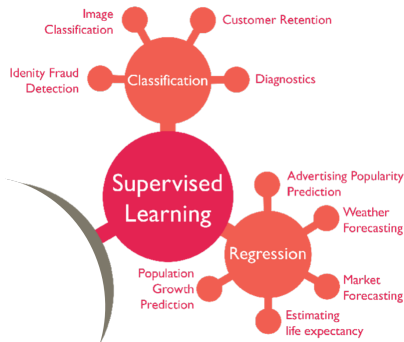 Image
Classification
Customer Retention
Idenity Fraud
Detection
Classification
Diagnostics
Supervised
Learning
Advertising Popularity
Prediction
Weather
Forecasting
Regression
Population
Growth
Prediction
Market
Forecasting
Estimating
life expectancy